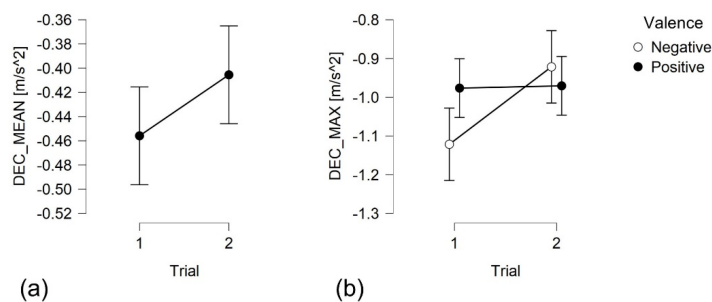 DEC_MEAN [m/s^2]
-0.36
-0.38
-0.40
-0.42
-0.44
-0.46
-0.48
-0.50
-0.52
1 2
Trial
(a)
DEC_MAX [m/s^2]
-0.8
-0.9
-1.0
-1.1
-1.2
-1.3
1 2
Trial
(b)
Valence
Negative
Positive